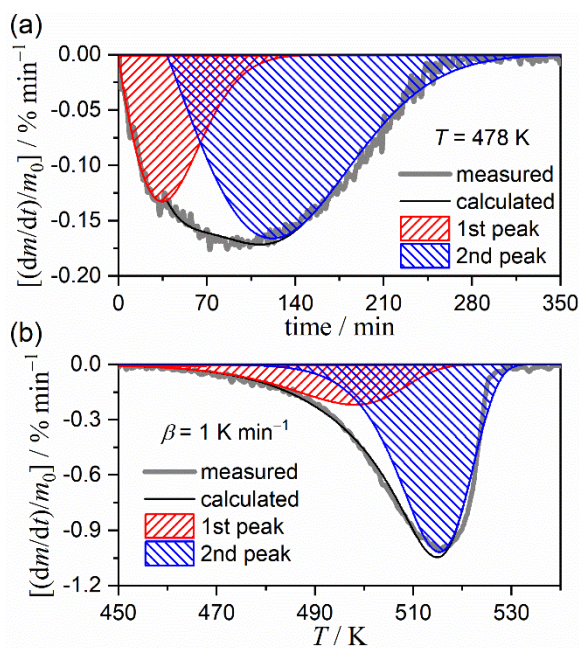 (a)
0.00
-0.05
-0.10
-0.15
-0.20
[(dm/dt)/m₀] / % min⁻¹
T = 478 K
measured
calculated
1st peak
2nd peak
0 70 140 210 280 350
time / min
(b)
0.0
-0.3
-0.6
-0.9
-1.2
[(dm/dt)/m₀] / % min⁻¹
β = 1 K min⁻¹
measured
calculated
1st peak
2nd peak
450 470 490 510 530
T / K